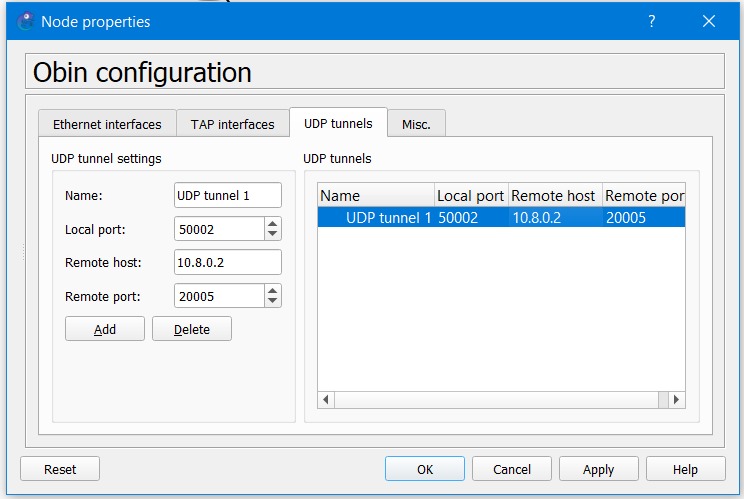 Node properties
?
Obin configuration
Ethernet interfaces TAP interfaces UDP tunnels Misc.
UDP tunnel settings
Name: UDP tunnel 1
Local port: 50002
Remote host: 10.8.0.2
Remote port: 20005
Add Delete
UDP tunnels
Name Local port Remote host Remote por
UDP tunnel 1 50002 10.8.0.2 20005
Reset OK Cancel Apply Help